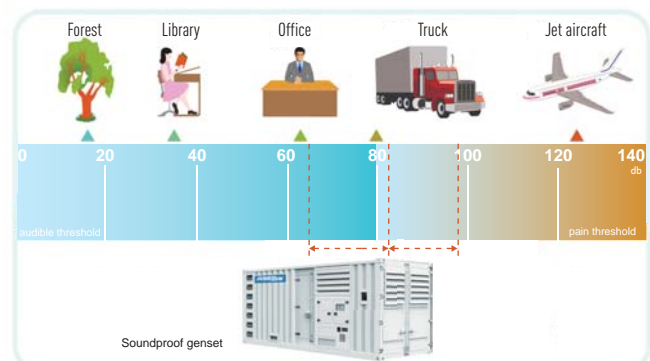 Forest Library Office Truck Jet aircraft
0 20 40 60 80 100 120 140
db
audible threshold pain threshold
Soundproof genset